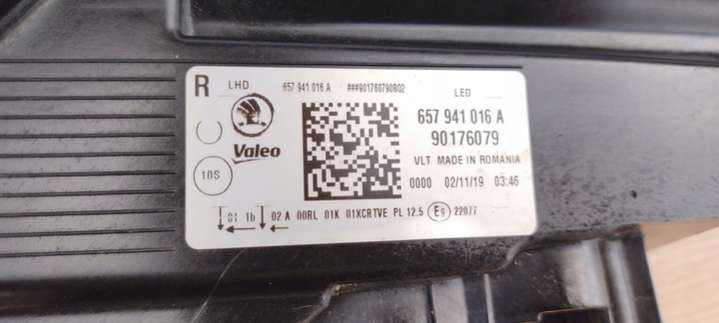 R LHD 657 941 016 A ###901760790802 LED
657 941 016 A
Valeo 90176079
VLT MADE IN ROMANIA
10S 0000 02/11/19 03:46
01 1b 02 A 00RL 01K 01XCRTVE PL 12.5 E9 22077